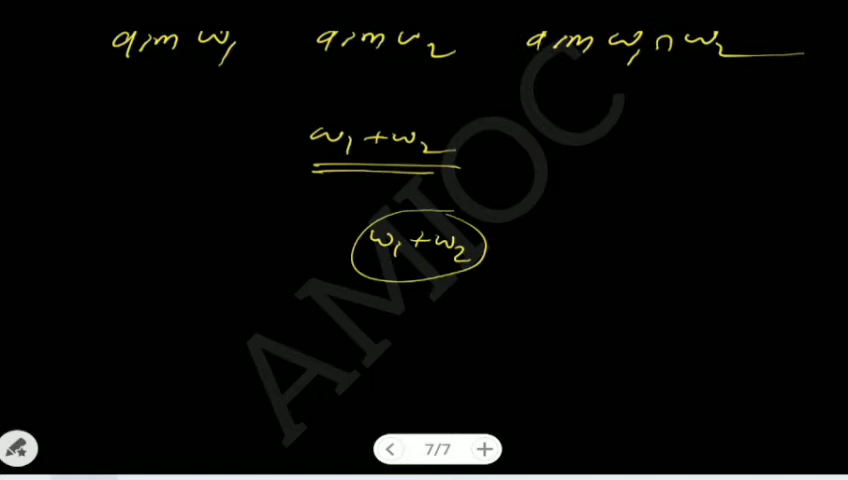 dim w₁ dim w₂ dim w₁∩w₂
w₁+w₂
w₁+w₂
AMIOC
7/7